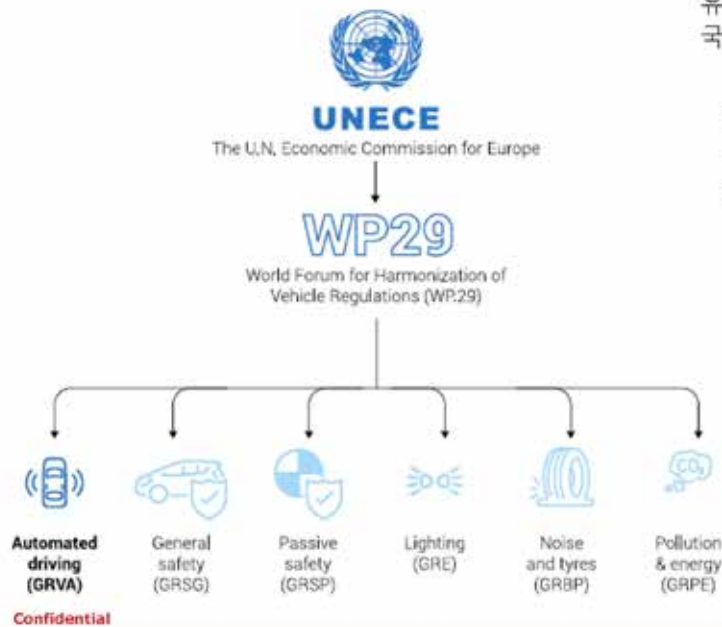 UNECE
The U.N. Economic Commission for Europe
WP29
World Forum for Harmonization of
Vehicle Regulations (WP.29)
CO₂
Automated
driving
(GRVA)
General
safety
(GRSG)
Passive
safety
(GRSP)
Lighting
(GRE)
Noise
and tyres
(GRBP)
Pollution
& energy
(GRPE)
Confidential